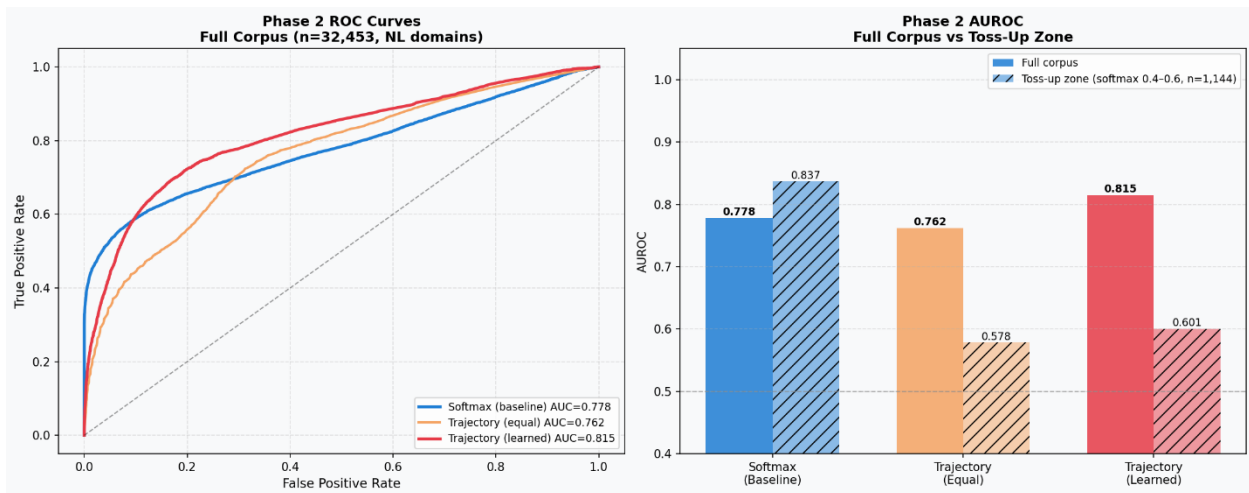 Phase 2 ROC Curves
Full Corpus (n=32,453, NL domains)
1.0
0.8
0.6
0.4
0.2
0.0
True Positive Rate
Softmax (baseline) AUC=0.778
Trajectory (equal) AUC=0.762
Trajectory (learned) AUC=0.815
0.0
0.2
0.4
0.6
0.8
1.0
False Positive Rate
Phase 2 AUROC
Full Corpus vs Toss-Up Zone
Full corpus
Toss-up zone (softmax 0.4–0.6, n=1,144)
1.0
0.9
0.8
0.7
0.6
0.5
0.4
AUROC
0.778
0.837
0.762
0.578
0.815
0.601
Softmax
(Baseline)
Trajectory
(Equal)
Trajectory
(Learned)